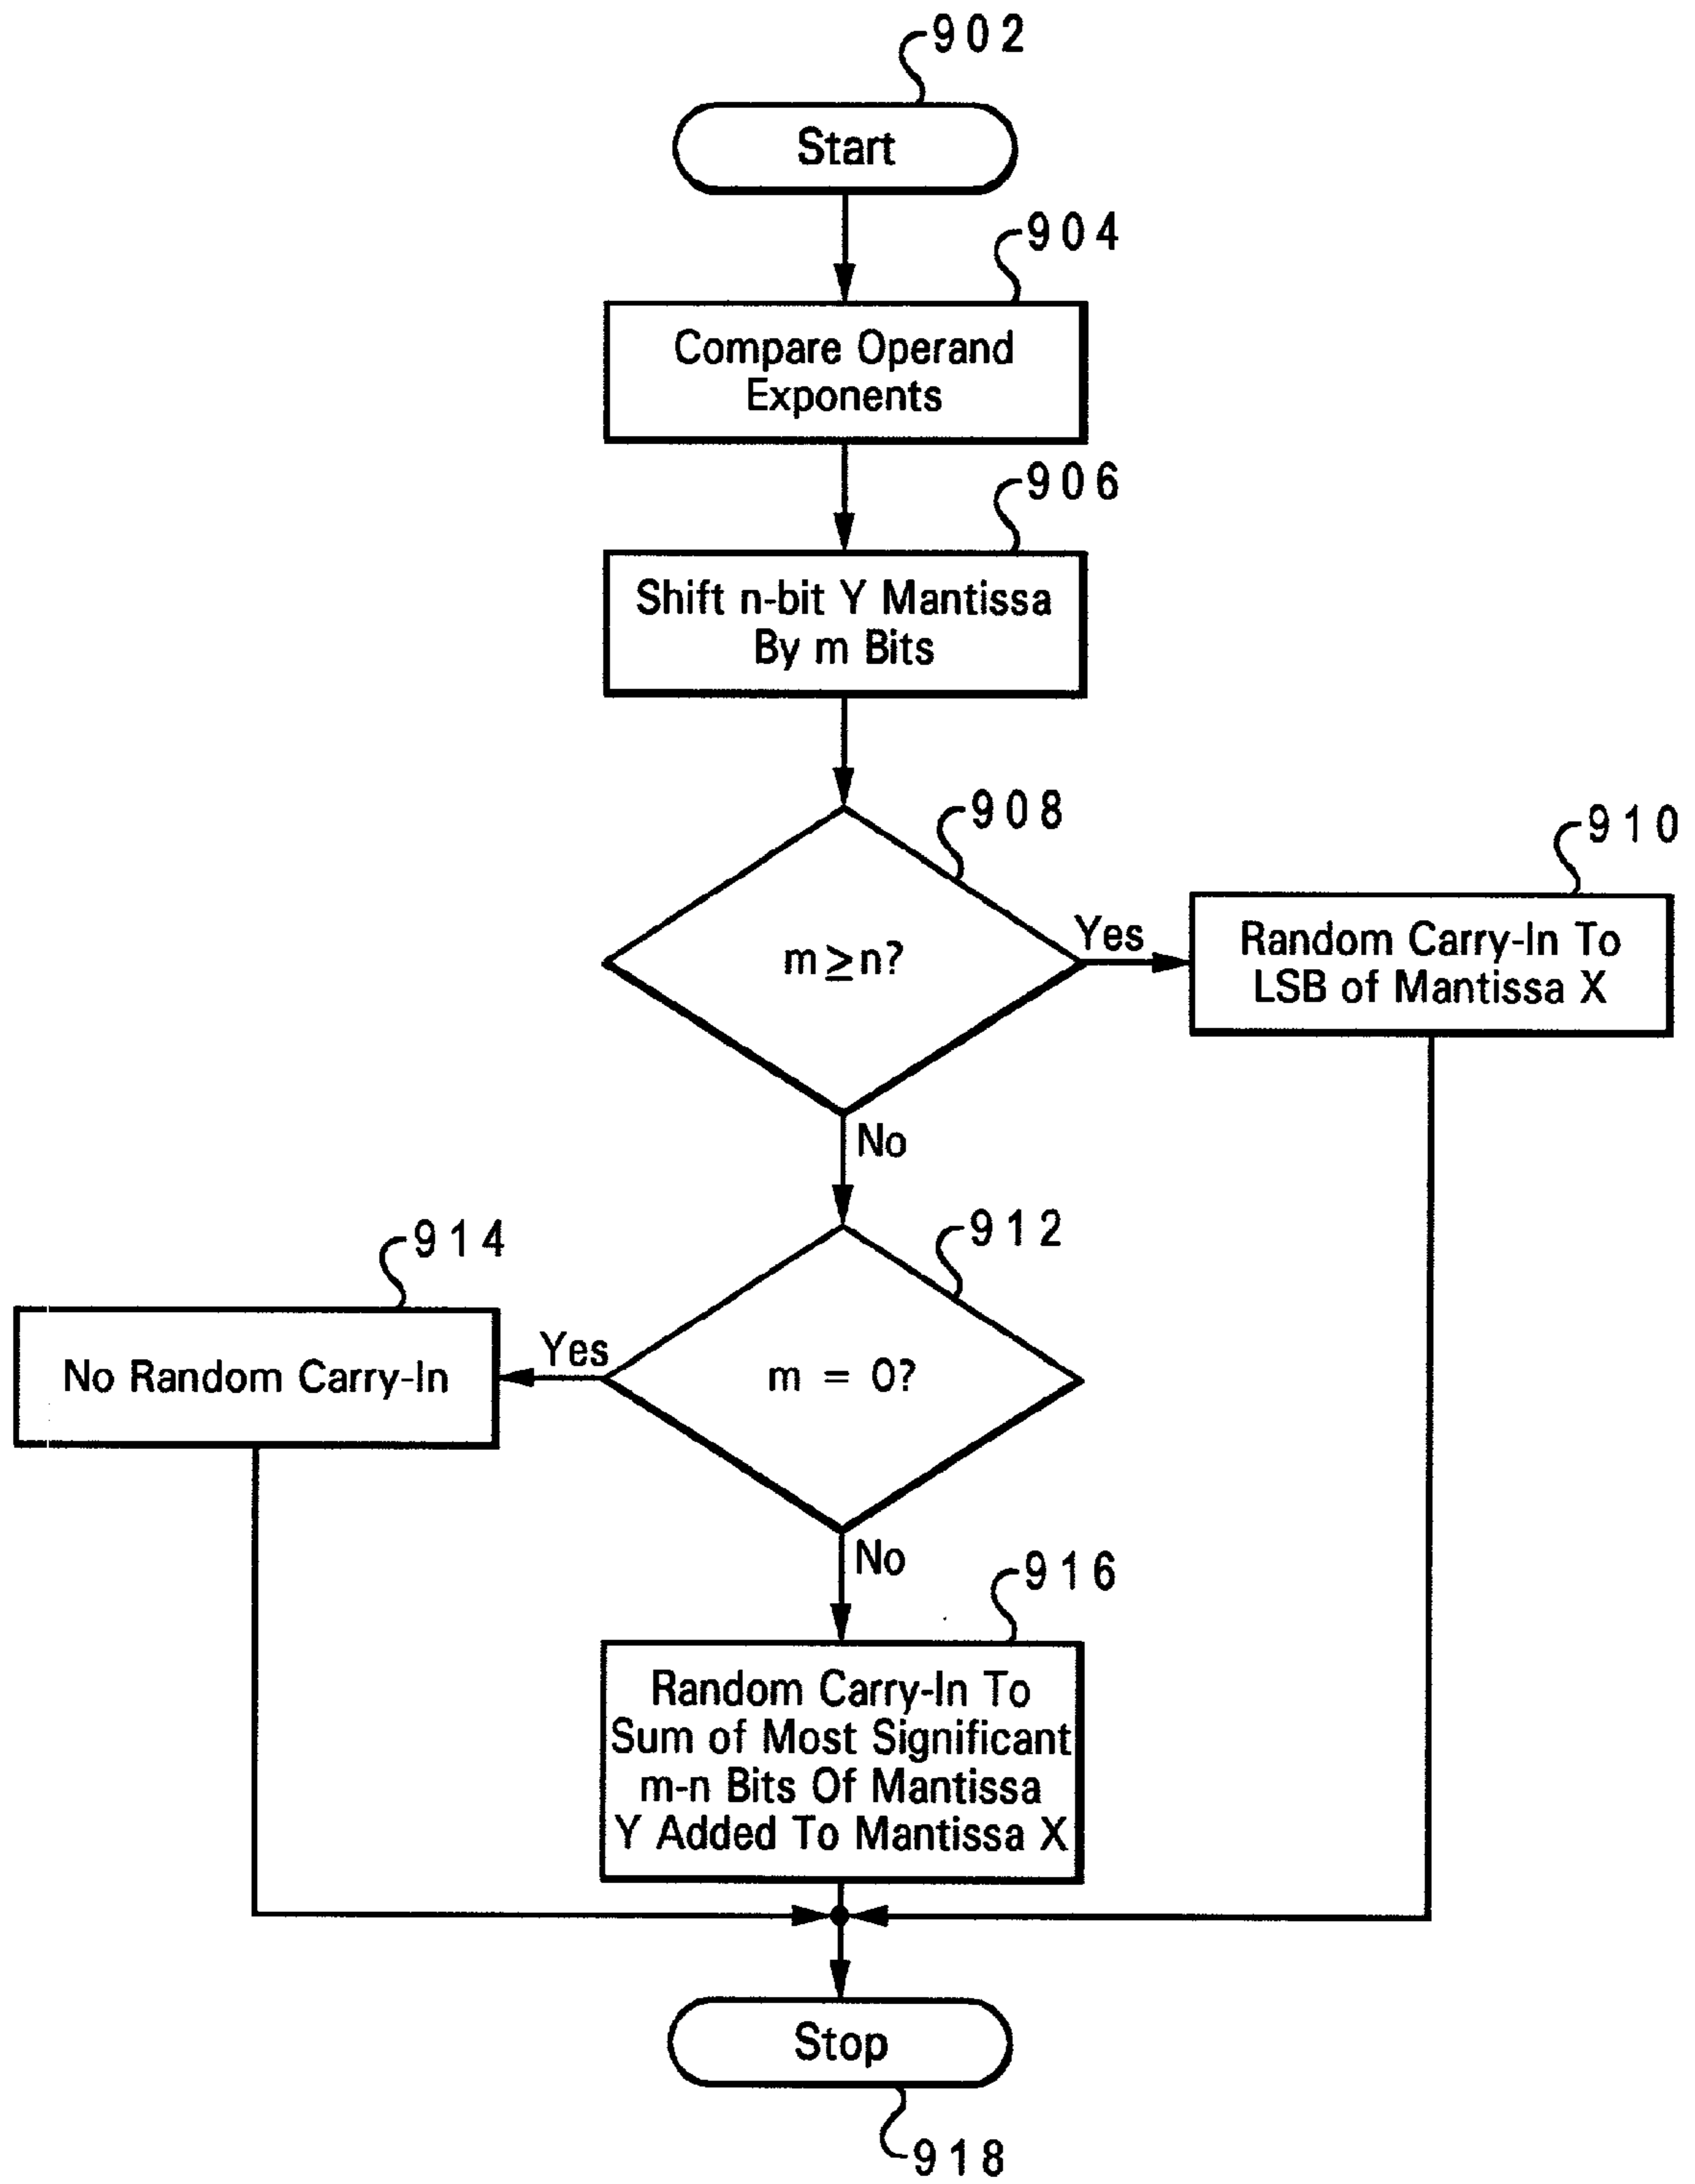 902
Start
904
Compare Operand
Exponents
906
Shift n-bit Y Mantissa
By m Bits
908
m≥n?
Yes
910
Random Carry-In To
LSB of Mantissa X
No
912
m = 0?
Yes
914
No Random Carry-In
No
916
Random Carry-In To
Sum of Most Significant
m-n Bits Of Mantissa
Y Added To Mantissa X
Stop
918